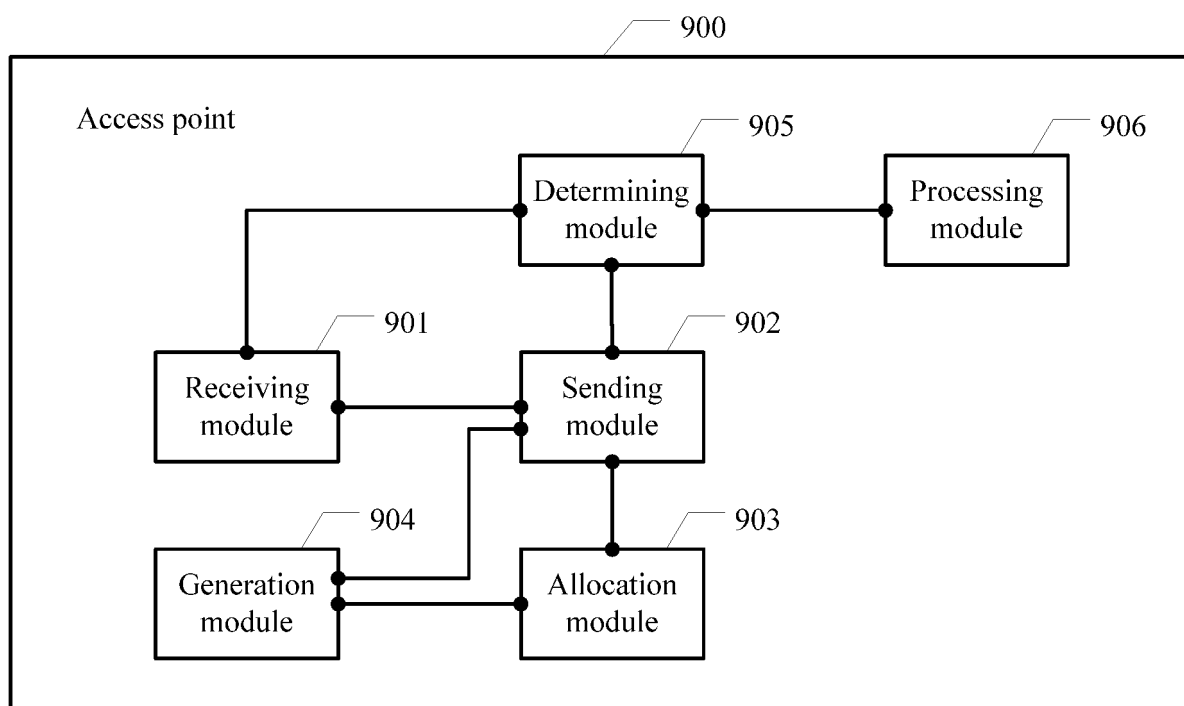 900
Access point
905
906
Determining
module
Processing
module
901
902
Receiving
module
Sending
module
904
903
Generation
module
Allocation
module